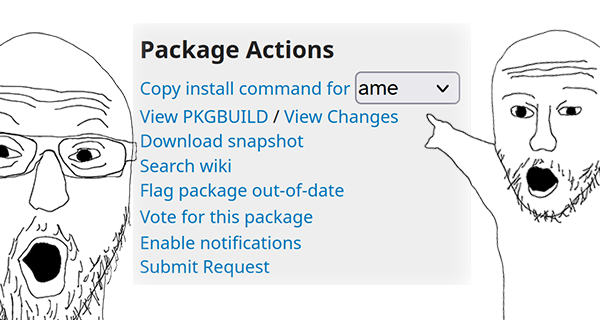 Package Actions
Copy install command for ame
View PKGBUILD / View Changes
Download snapshot
Search wiki
Flag package out-of-date
Vote for this package
Enable notifications
Submit Request